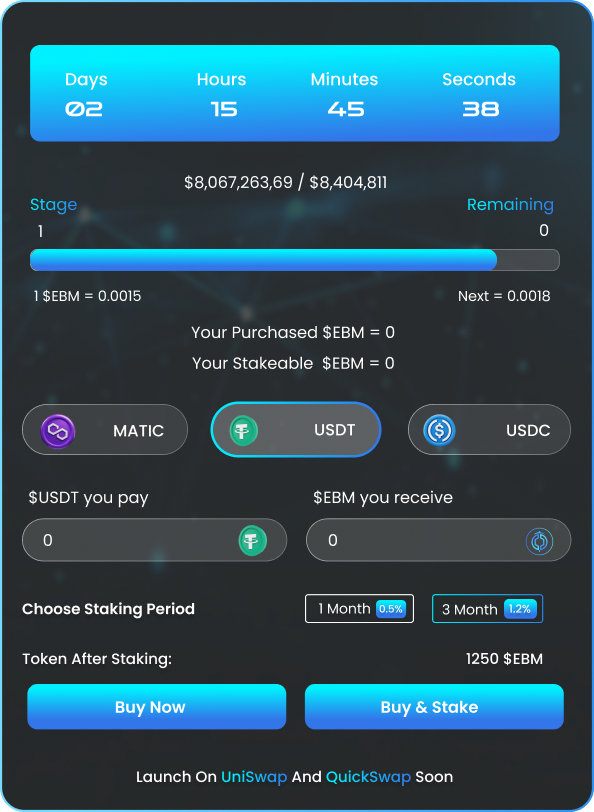 Days Hours Minutes Seconds
02 15 45 38
$8,067,263,69 / $8,404,811
Stage Remaining
1 0
1 $EBM = 0.0015 Next = 0.0018
Your Purchased $EBM = 0
Your Stakeable $EBM = 0
MATIC USDT USDC
$USDT you pay $EBM you receive
0 0
Choose Staking Period 1 Month 0.5% 3 Month 1.2%
Token After Staking: 1250 $EBM
Buy Now Buy & Stake
Launch On UniSwap And QuickSwap Soon